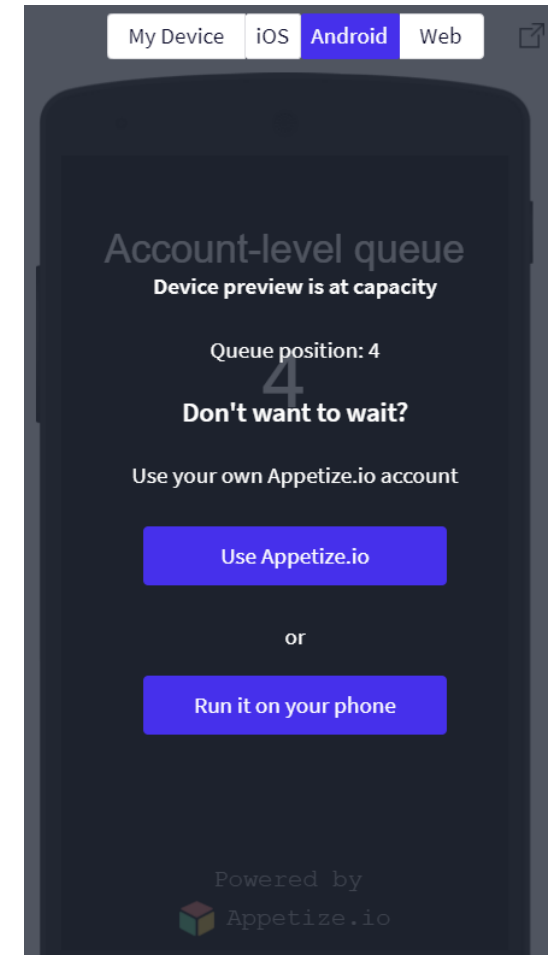 My Device iOS Android Web
Account-level queue
Device preview is at capacity
Queue position: 4
4
Don't want to wait?
Use your own Appetize.io account
Use Appetize.io
or
Run it on your phone
Powered by
Appetize.io